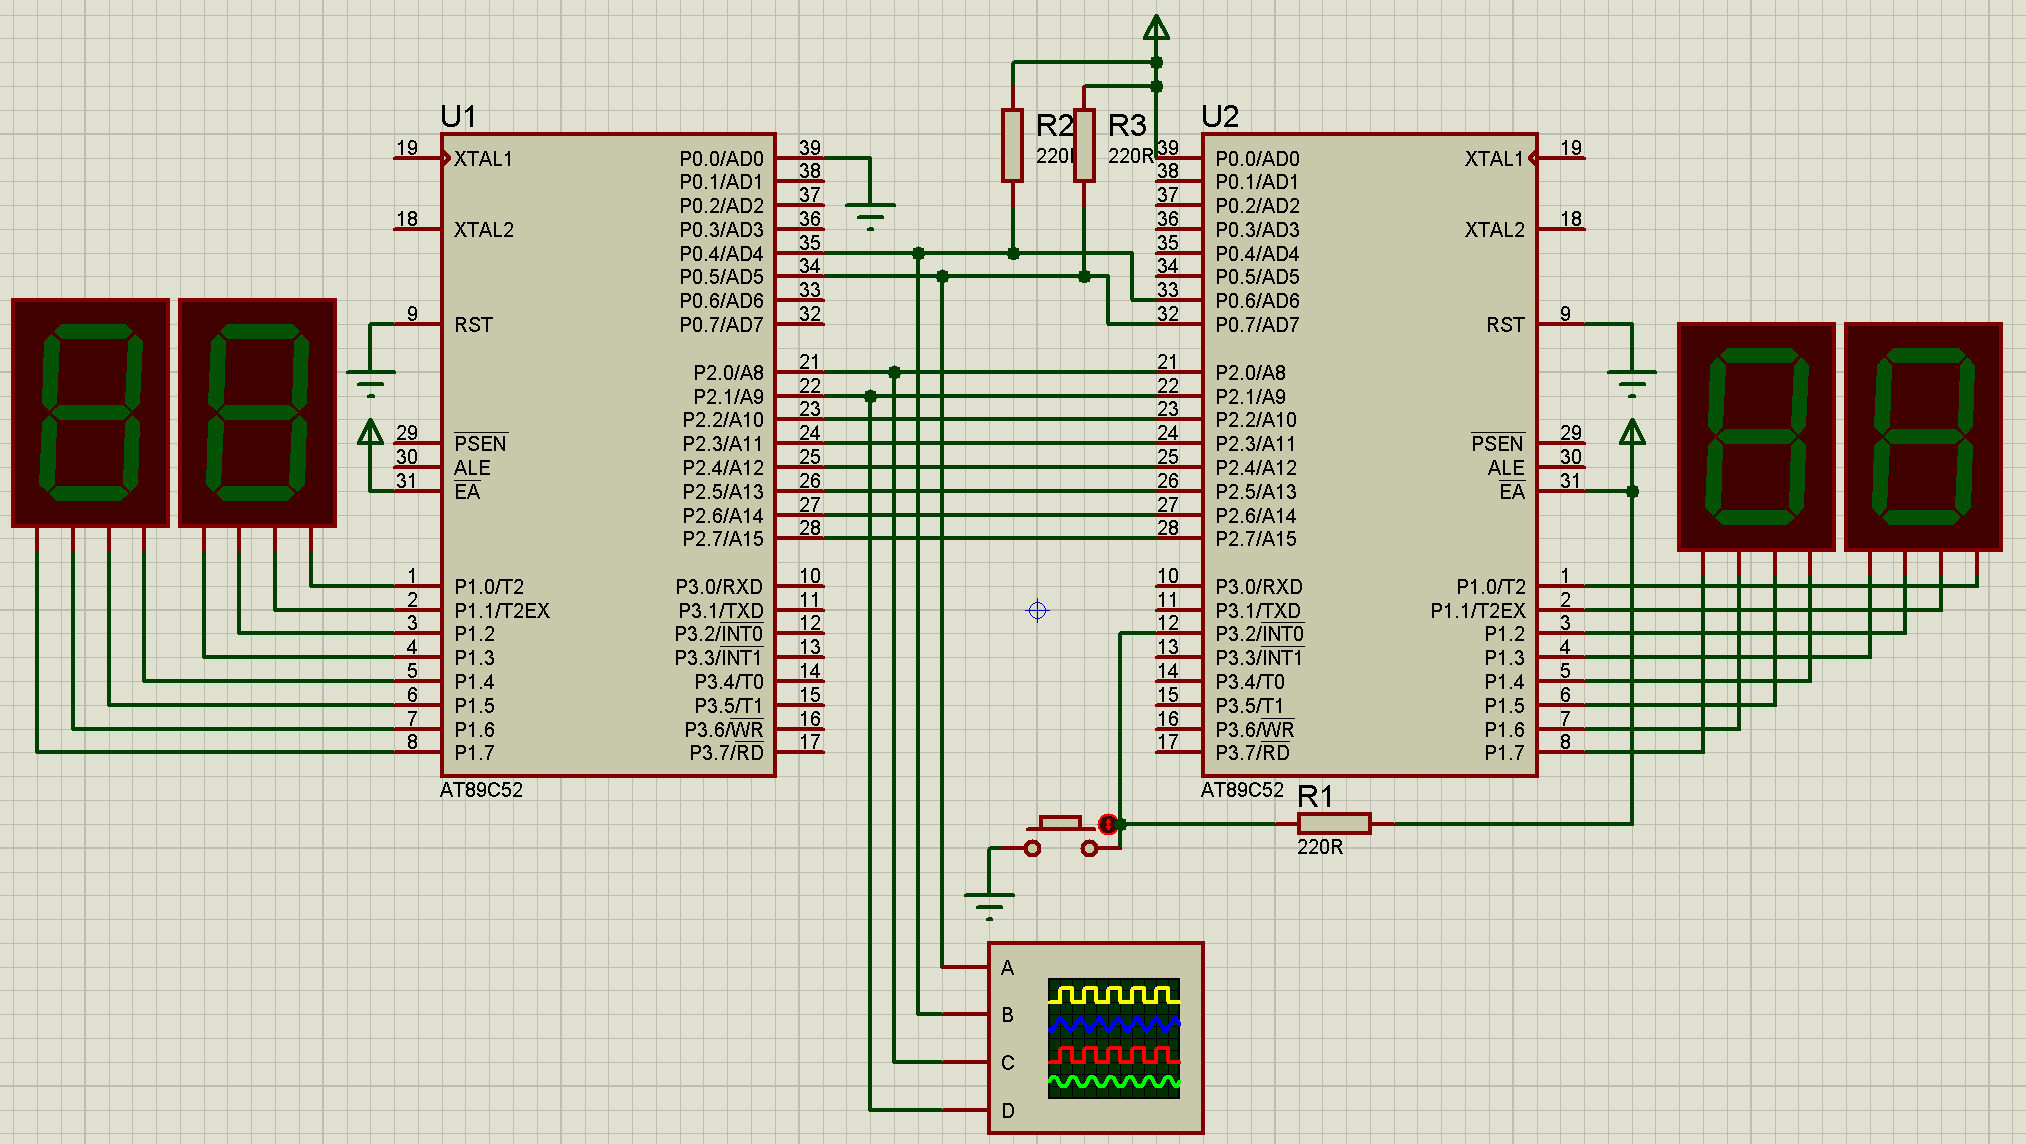 U1
19 XTAL1
18 XTAL2
9 RST
29 PSEN
30 ALE
31 EA
1 P1.0/T2
2 P1.1/T2EX
3 P1.2
4 P1.3
5 P1.4
6 P1.5
7 P1.6
8 P1.7
P0.0/AD0 39
P0.1/AD1 38
P0.2/AD2 37
P0.3/AD3 36
P0.4/AD4 35
P0.5/AD5 34
P0.6/AD6 33
P0.7/AD7 32
P2.0/A8 21
P2.1/A9 22
P2.2/A10 23
P2.3/A11 24
P2.4/A12 25
P2.5/A13 26
P2.6/A14 27
P2.7/A15 28
P3.0/RXD 10
P3.1/TXD 11
P3.2/INT0 12
P3.3/INT1 13
P3.4/T0 14
P3.5/T1 15
P3.6/WR 16
P3.7/RD 17
AT89C52
R2
220
R3
220R
U2
39 P0.0/AD0
38 P0.1/AD1
37 P0.2/AD2
36 P0.3/AD3
35 P0.4/AD4
34 P0.5/AD5
33 P0.6/AD6
32 P0.7/AD7
21 P2.0/A8
22 P2.1/A9
23 P2.2/A10
24 P2.3/A11
25 P2.4/A12
26 P2.5/A13
27 P2.6/A14
28 P2.7/A15
10 P3.0/RXD
11 P3.1/TXD
12 P3.2/INT0
13 P3.3/INT1
14 P3.4/T0
15 P3.5/T1
16 P3.6/WR
17 P3.7/RD
XTAL1 19
XTAL2 18
RST 9
PSEN 29
ALE 30
EA 31
P1.0/T2 1
P1.1/T2EX 2
P1.2 3
P1.3 4
P1.4 5
P1.5 6
P1.6 7
P1.7 8
AT89C52
R1
220R
A
B
C
D